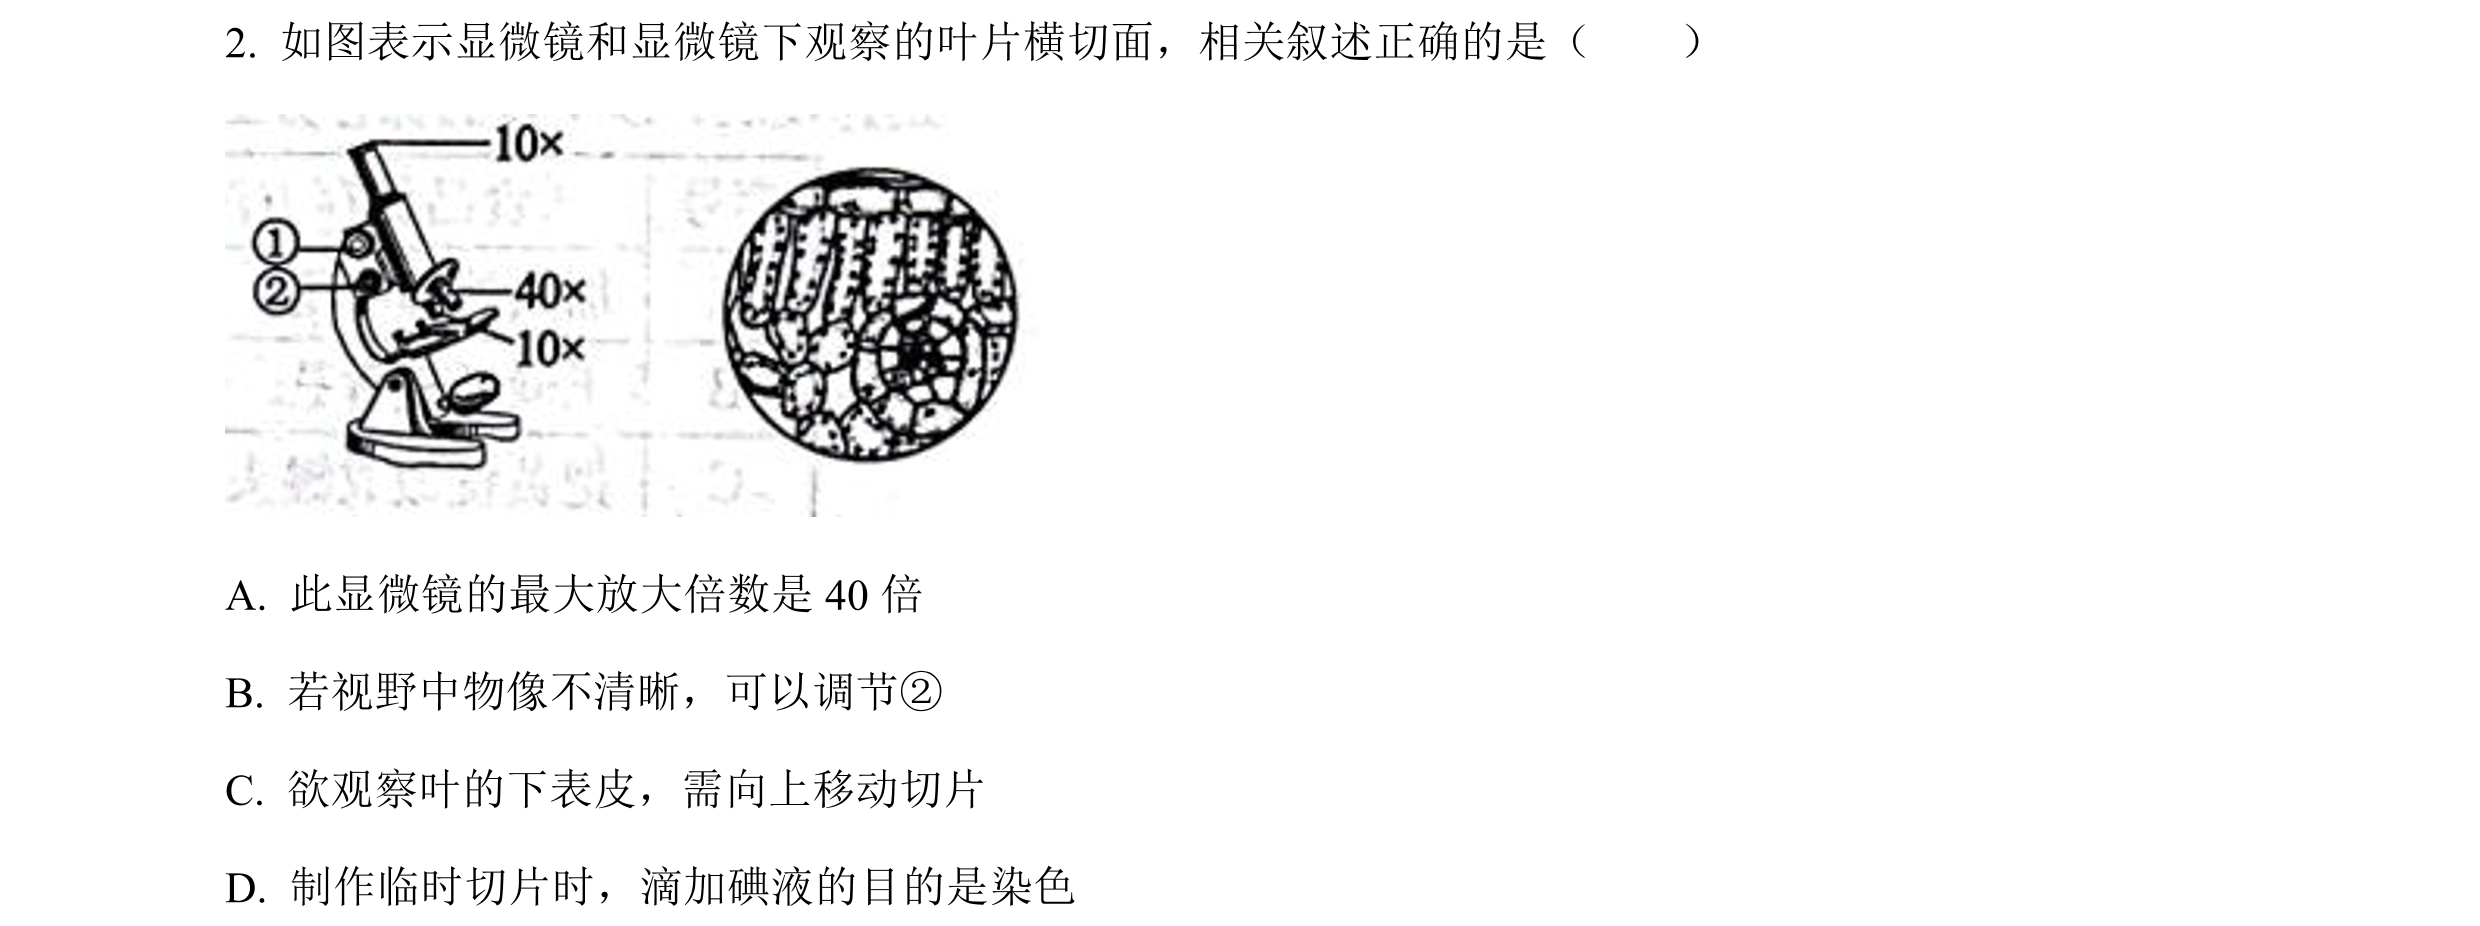 2. 如图表示显微镜和显微镜下观察的叶片横切面，相关叙述正确的是（　　）
10×
①
②
40×
10×
A. 此显微镜的最大放大倍数是 40 倍
B. 若视野中物像不清晰，可以调节②
C. 欲观察叶的下表皮，需向上移动切片
D. 制作临时切片时，滴加碘液的目的是染色